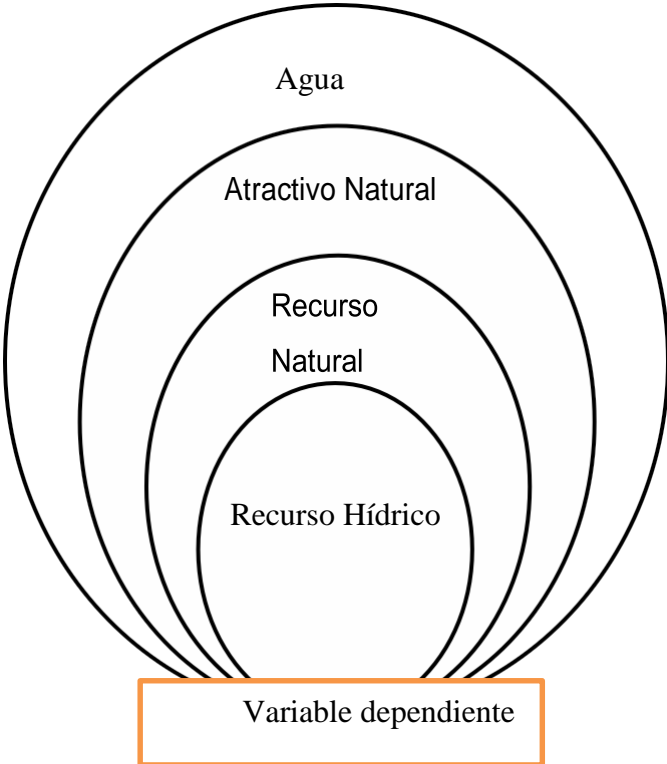 Agua
Atractivo Natural
Recurso
Natural
Recurso Hídrico
Variable dependiente